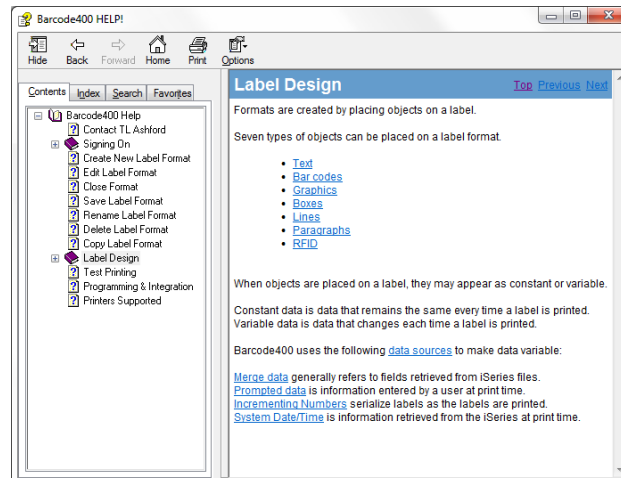 Barcode400 HELP!
Hide Back Forward Home Print Options
Contents Index Search Favorites
Barcode400 Help
Contact TL Ashford
Signing On
Create New Label Format
Edit Label Format
Close Format
Save Label Format
Rename Label Format
Delete Label Format
Copy Label Format
Label Design
Test Printing
Programming & Integration
Printers Supported
Label Design
Top Previous Next
Formats are created by placing objects on a label.
Seven types of objects can be placed on a label format.
• Text
• Bar codes
• Graphics
• Boxes
• Lines
• Paragraphs
• RFID
When objects are placed on a label, they may appear as constant or variable.
Constant data is data that remains the same every time a label is printed.
Variable data is data that changes each time a label is printed.
Barcode400 uses the following data sources to make data variable:
Merge data generally refers to fields retrieved from iSeries files.
Prompted data is information entered by a user at print time.
Incrementing Numbers serialize labels as the labels are printed.
System Date/Time is information retrieved from the iSeries at print time.